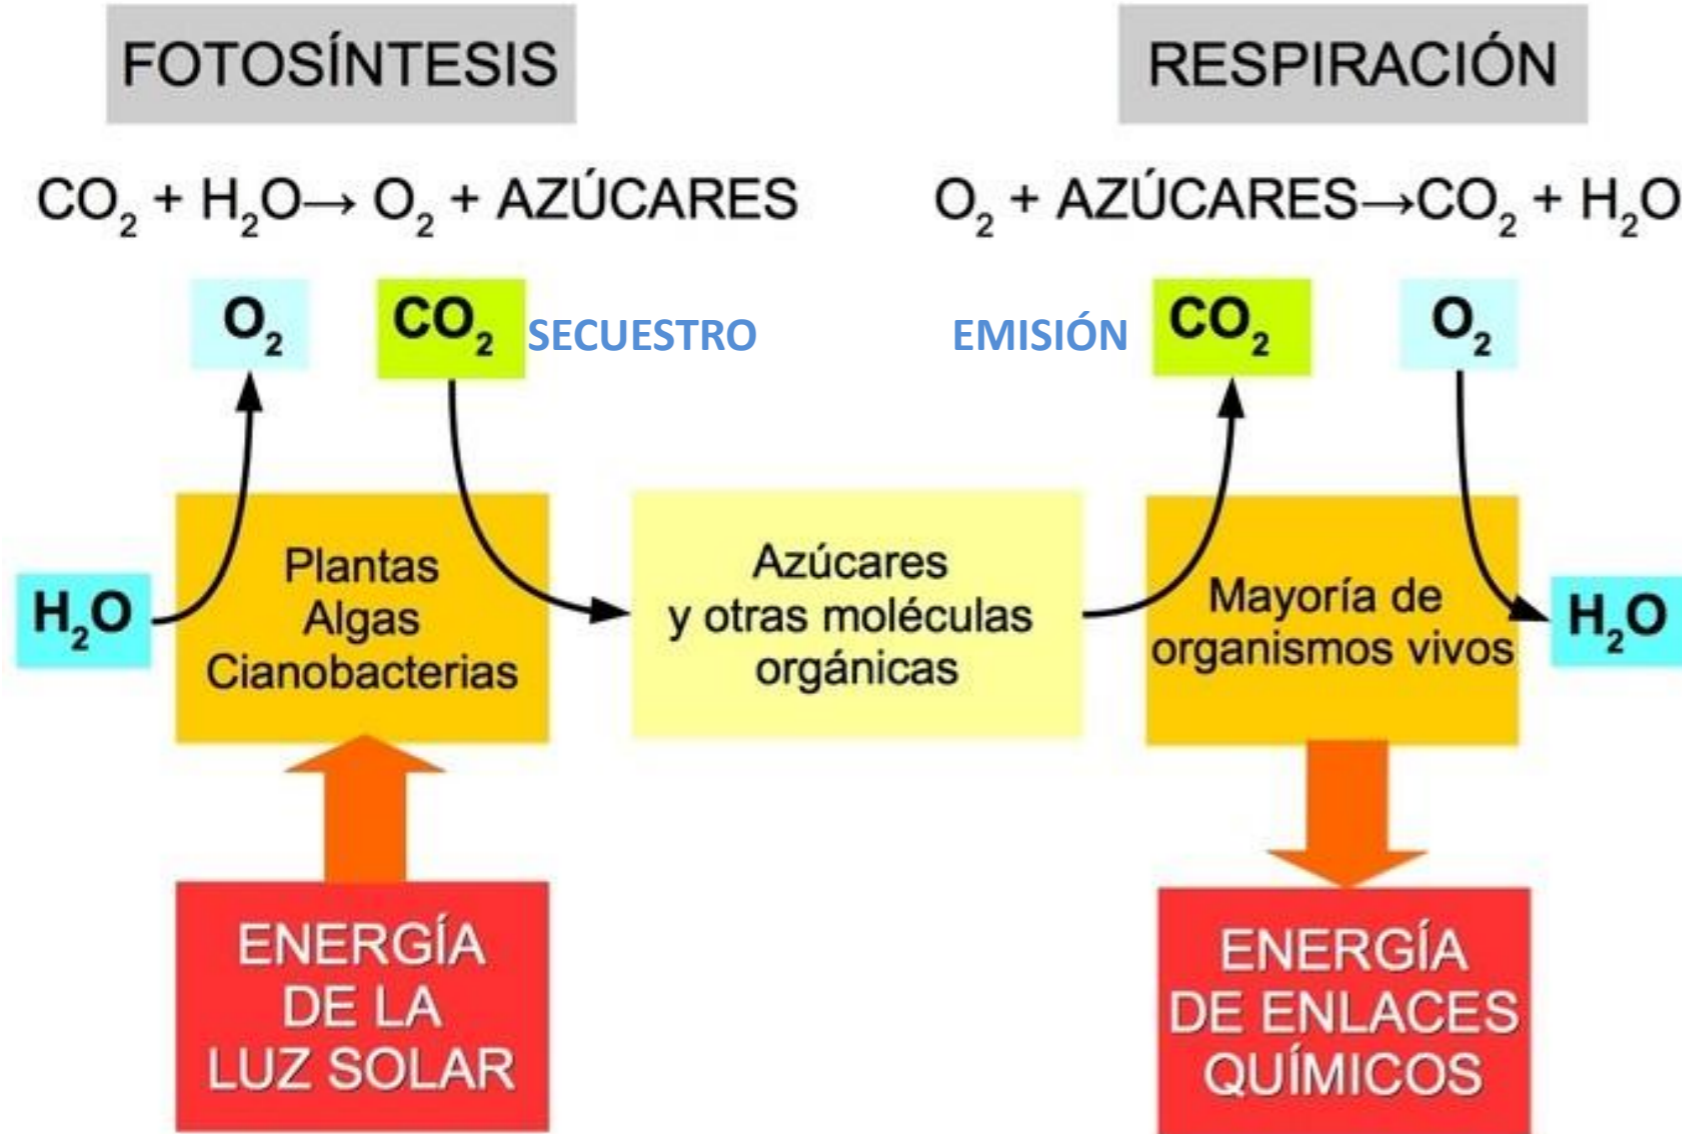 FOTOSÍNTESIS
RESPIRACIÓN
CO₂ + H₂O→ O₂ + AZÚCARES
O₂ + AZÚCARES→CO₂ + H₂O
O₂
CO₂
SECUESTRO
EMISIÓN
CO₂
O₂
H₂O
Plantas
Algas
Cianobacterias
Azúcares
y otras moléculas
orgánicas
Mayoría de
organismos vivos
H₂O
ENERGÍA
DE LA
LUZ SOLAR
ENERGÍA
DE ENLACES
QUÍMICOS